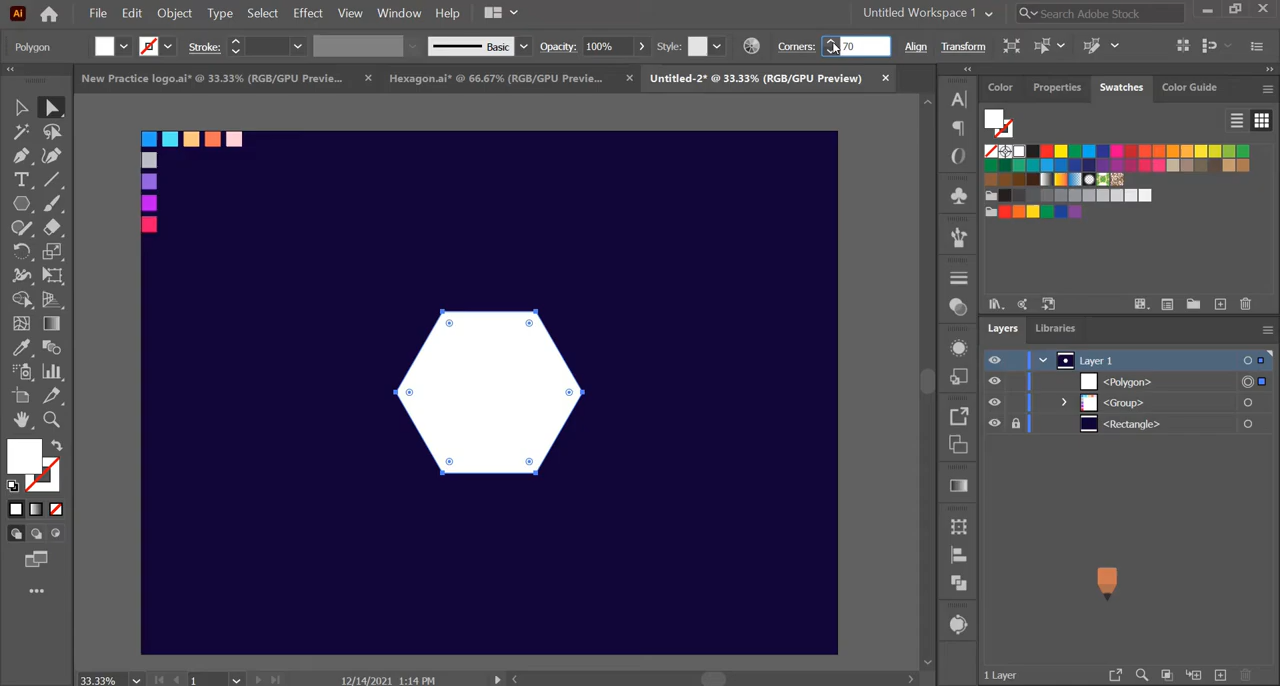 Ai File Edit Object Type Select Effect View Window Help Untitled Workspace 1 Search Adobe Stock
Polygon Stroke: Basic Opacity: 100% Style: Corners: 70 Align Transform
New Practice logo.ai* @ 33.33% (RGB/GPU Preview... Hexagon.ai* @ 66.67% (RGB/GPU Previe... Untitled-2* @ 33.33% (RGB/GPU Preview)
Color Properties Swatches Color Guide
Layers Libraries
Layer 1
<Polygon>
<Group>
<Rectangle>
1 Layer
33.33% 1 12/14/2021 1:14 PM